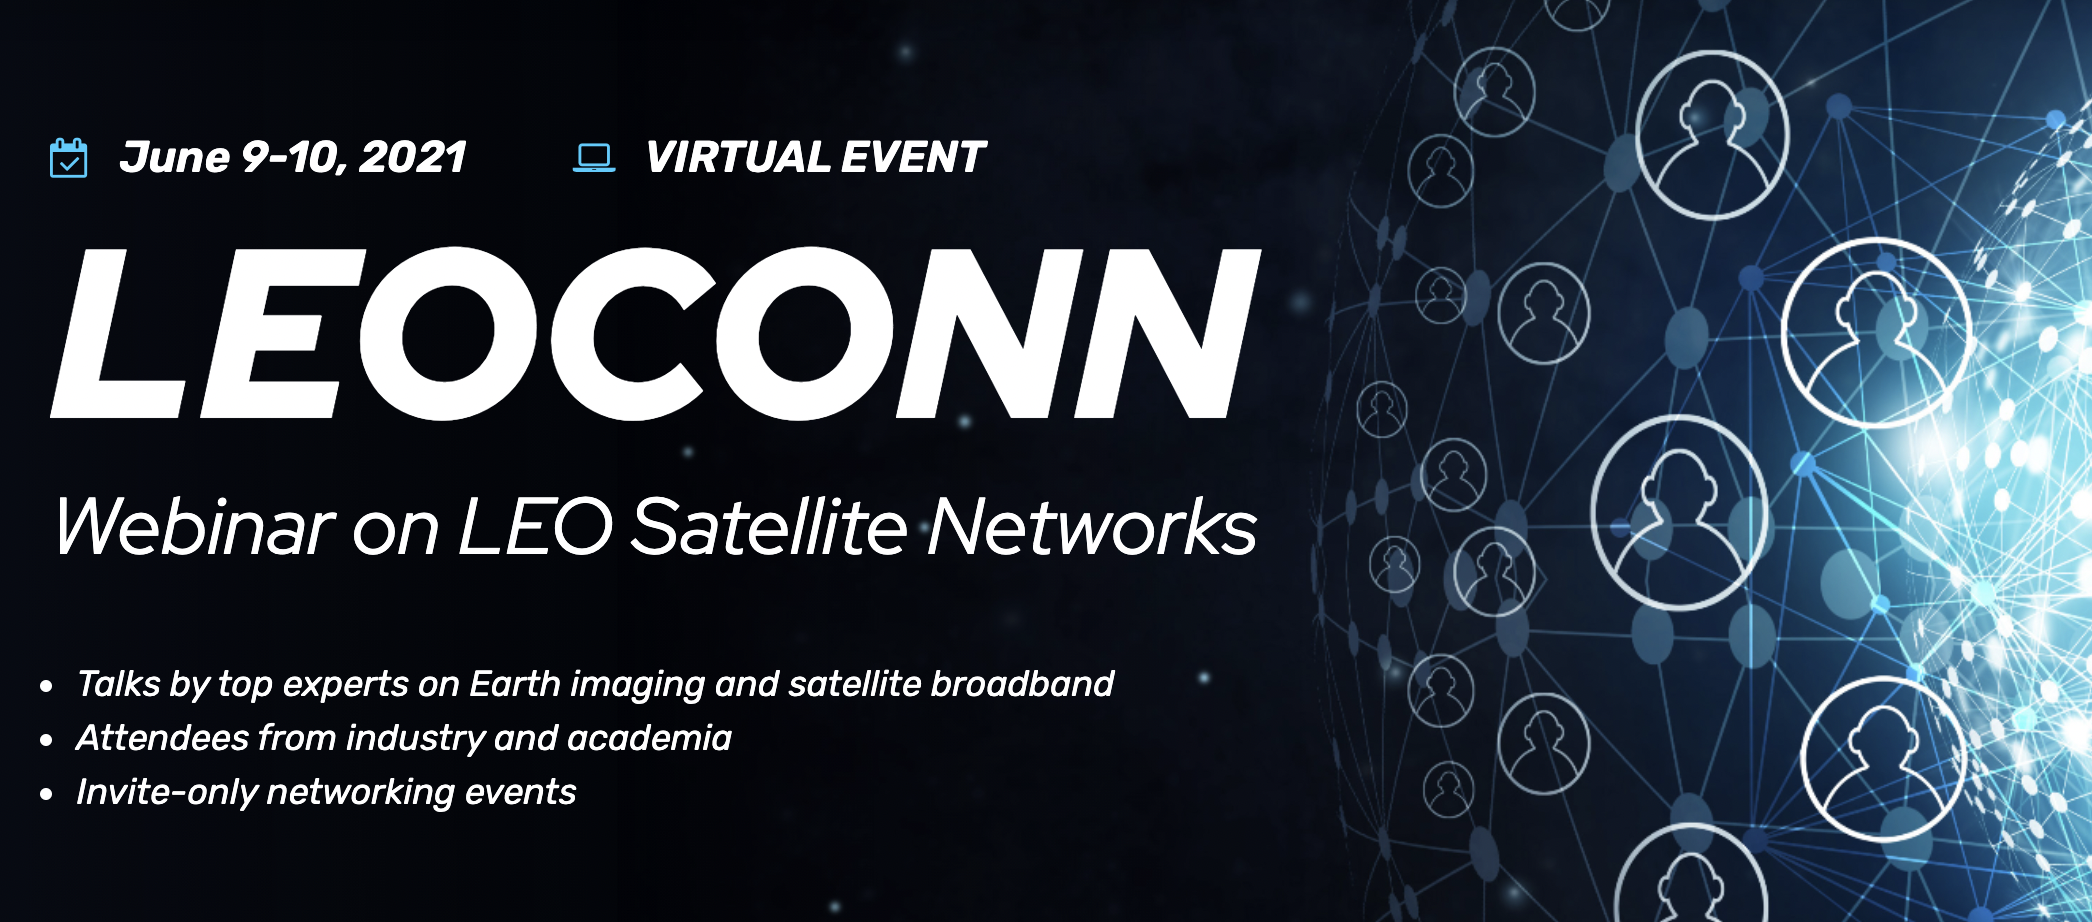 June 9-10, 2021
VIRTUAL EVENT
LEOCONN
Webinar on LEO Satellite Networks
• Talks by top experts on Earth imaging and satellite broadband
• Attendees from industry and academia
• Invite-only networking events